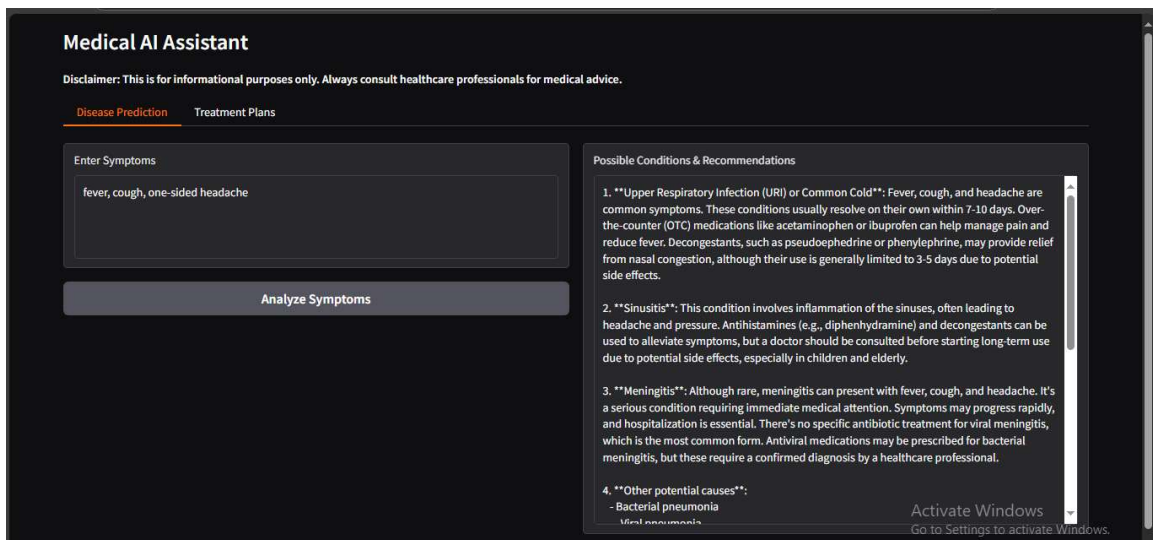 Medical AI Assistant
Disclaimer: This is for informational purposes only. Always consult healthcare professionals for medical advice.
Disease Prediction
Treatment Plans
Enter Symptoms
fever, cough, one-sided headache
Analyze Symptoms
Possible Conditions & Recommendations
1. **Upper Respiratory Infection (URI) or Common Cold**: Fever, cough, and headache are
common symptoms. These conditions usually resolve on their own within 7-10 days. Over-
the-counter (OTC) medications like acetaminophen or ibuprofen can help manage pain and
reduce fever. Decongestants, such as pseudoephedrine or phenylephrine, may provide relief
from nasal congestion, although their use is generally limited to 3-5 days due to potential
side effects.
2. **Sinusitis**: This condition involves inflammation of the sinuses, often leading to
headache and pressure. Antihistamines (e.g., diphenhydramine) and decongestants can be
used to alleviate symptoms, but a doctor should be consulted before starting long-term use
due to potential side effects, especially in children and elderly.
3. **Meningitis**: Although rare, meningitis can present with fever, cough, and headache. It's
a serious condition requiring immediate medical attention. Symptoms may progress rapidly,
and hospitalization is essential. There's no specific antibiotic treatment for viral meningitis,
which is the most common form. Antiviral medications may be prescribed for bacterial
meningitis, but these require a confirmed diagnosis by a healthcare professional.
4. **Other potential causes**:
- Bacterial pneumonia
Viral pneumonia
Activate Windows
Go to Settings to activate Windows.